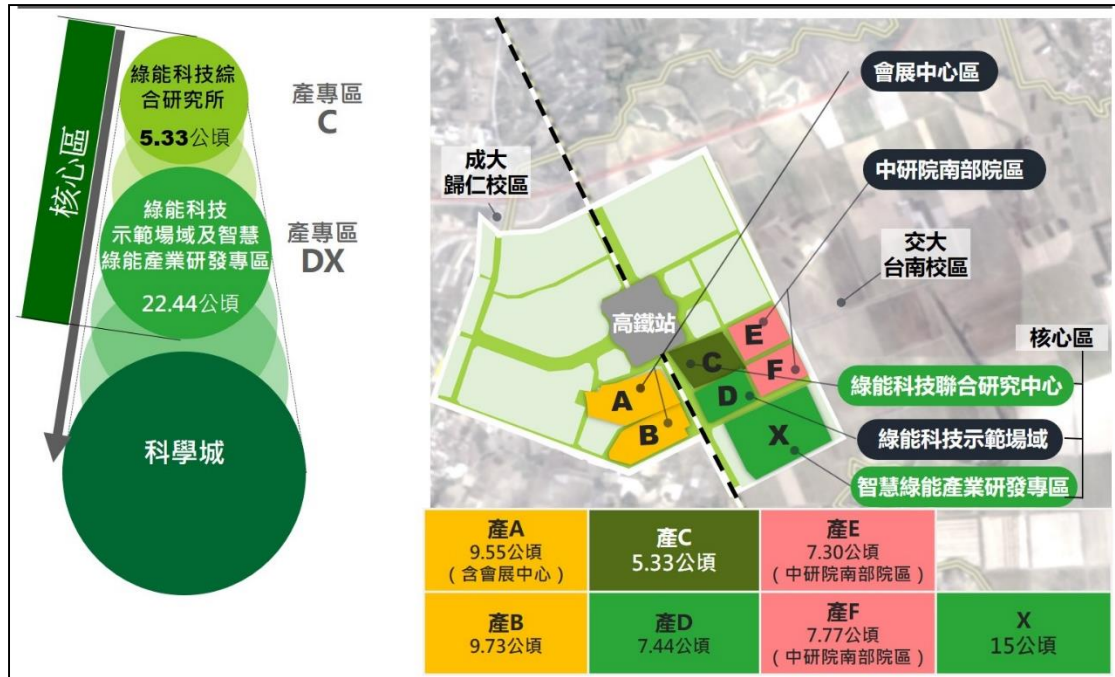 核心區
綠能科技綜
合研究所
5.33公頃
產專區
C
綠能科技
示範場域及智慧
綠能產業研發專區
22.44公頃
產專區
DX
科學城
會展中心區
中研院南部院區
成大
歸仁校區
交大
台南校區
高鐵站
核心區
E
F
C
D
A
B
X
綠能科技聯合研究中心
綠能科技示範場域
智慧綠能產業研發專區
產A
9.55公頃
（含會展中心）
產C
5.33公頃
產E
7.30公頃
（中研院南部院區）
產B
9.73公頃
產D
7.44公頃
產F
7.77公頃
（中研院南部院區）
X
15公頃